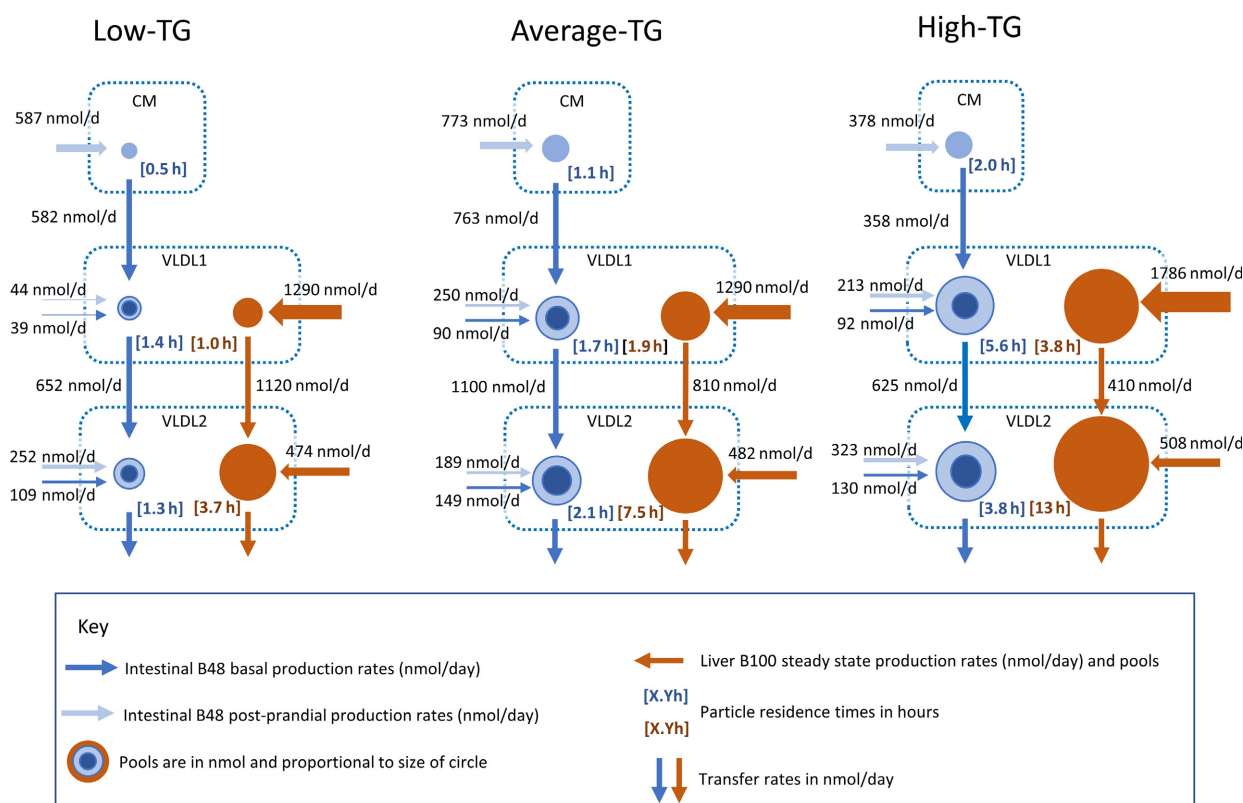 Low-TG
Average-TG
High-TG
CM
587 nmol/d
[0.5 h]
582 nmol/d
VLDL1
44 nmol/d
39 nmol/d
1290 nmol/d
[1.4 h] [1.0 h]
652 nmol/d
1120 nmol/d
VLDL2
252 nmol/d
109 nmol/d
474 nmol/d
[1.3 h] [3.7 h]
CM
773 nmol/d
[1.1 h]
763 nmol/d
VLDL1
250 nmol/d
90 nmol/d
1290 nmol/d
[1.7 h] [1.9 h]
1100 nmol/d
810 nmol/d
VLDL2
189 nmol/d
149 nmol/d
482 nmol/d
[2.1 h] [7.5 h]
CM
378 nmol/d
[2.0 h]
358 nmol/d
VLDL1
213 nmol/d
92 nmol/d
1786 nmol/d
[5.6 h] [3.8 h]
625 nmol/d
410 nmol/d
VLDL2
323 nmol/d
130 nmol/d
508 nmol/d
[3.8 h] [13 h]
Key
Intestinal B48 basal production rates (nmol/day)
Intestinal B48 post-prandial production rates (nmol/day)
Pools are in nmol and proportional to size of circle
Liver B100 steady state production rates (nmol/day) and pools
[X.Yh]
[X.Yh]
Particle residence times in hours
Transfer rates in nmol/day